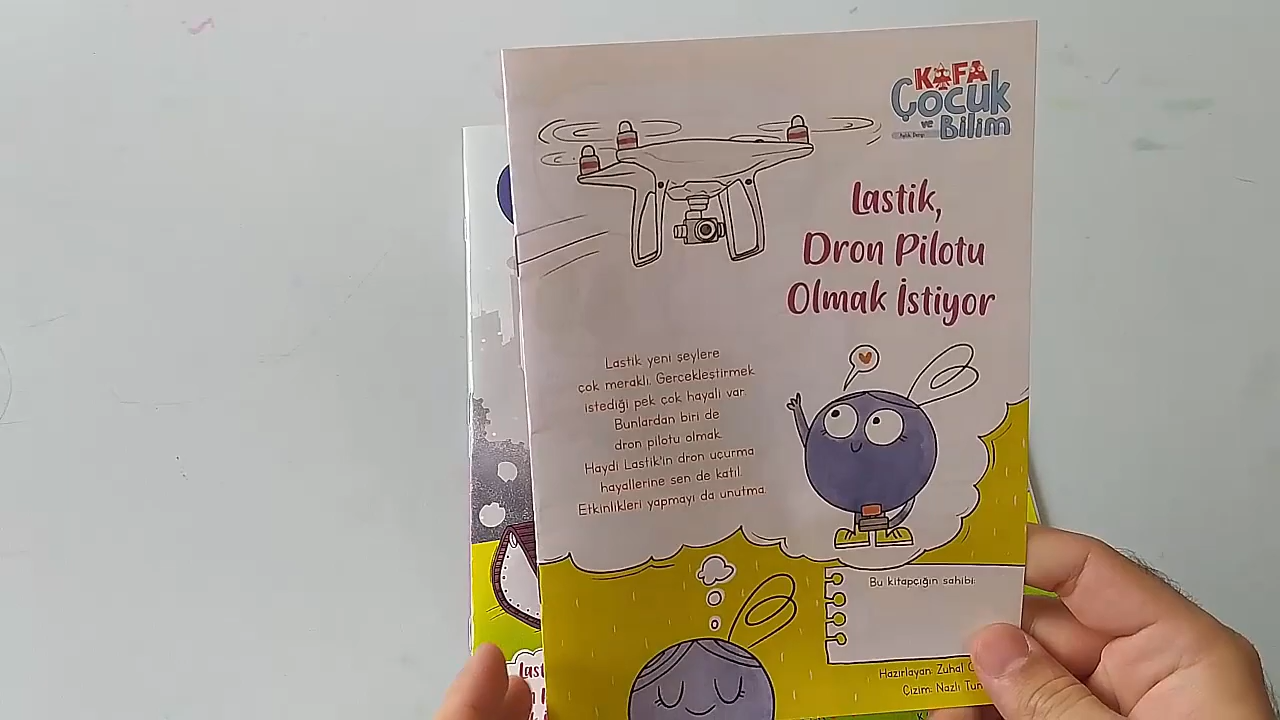 KAFA
Çocuk
ve
Bilim
Lastik,
Dron Pilotu
Olmak İstiyor
Lastik yeni şeylere
çok meraklı. Gerçekleştirmek
istediği pek çok hayali var.
Bunlardan biri de
dron pilotu olmak.
Haydi Lastik'in dron uçurma
hayallerine sen de katıl.
Etkinlikleri yapmayı da unutma.
Bu kitapçığın sahibi:
Hazırlayan: Zuhal
Çizim: Nazlı